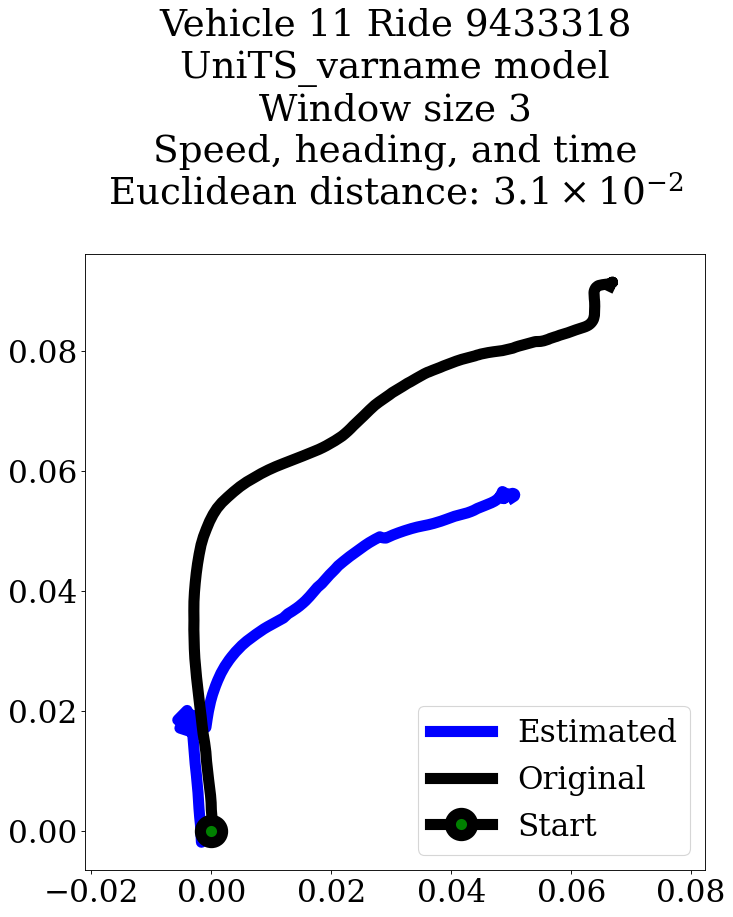 Vehicle 11 Ride 9433318
UniTS_varname model
Window size 3
Speed, heading, and time
Euclidean distance: 3.1 × 10⁻²
0.08
0.06
0.04
0.02
0.00
Estimated
Original
Start
−0.02 0.00 0.02 0.04 0.06 0.08